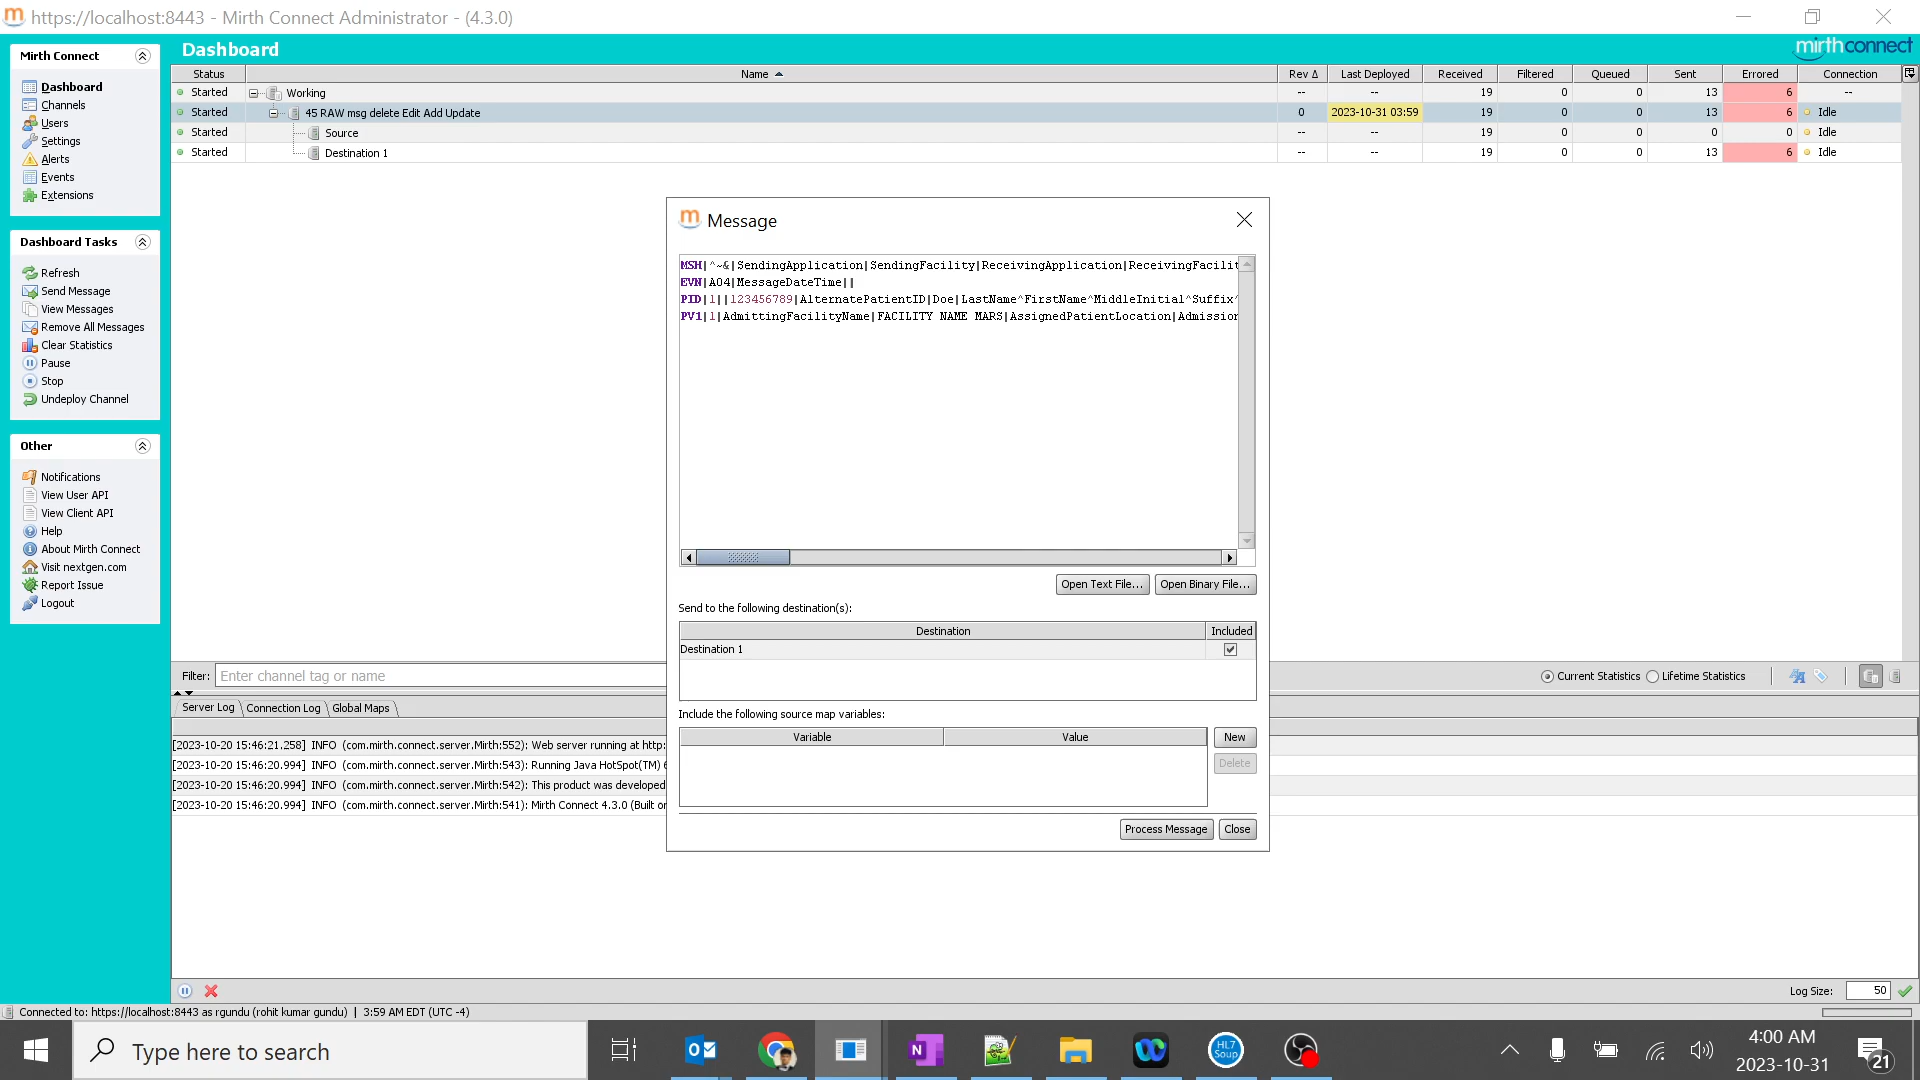 https://localhost:8443 - Mirth Connect Administrator - (4.3.0)
Mirth Connect
Dashboard
mirthconnect
Dashboard
Channels
Users
Settings
Alerts
Events
Extensions
Dashboard Tasks
Refresh
Send Message
View Messages
Remove All Messages
Clear Statistics
Pause
Stop
Undeploy Channel
Other
Notifications
View User API
View Client API
Help
About Mirth Connect
Visit nextgen.com
Report Issue
Logout
Status Name Rev Δ Last Deployed Received Filtered Queued Sent Errored Connection
Started Working -- -- 19 0 0 13 6 --
Started 45 RAW msg delete Edit Add Update 0 2023-10-31 03:59 19 0 0 13 6 Idle
Started Source -- -- 19 0 0 0 0 Idle
Started Destination 1 -- -- 19 0 0 13 6 Idle
Message
MSH|^~&|SendingApplication|SendingFacility|ReceivingApplication|ReceivingFacilit
EVN|A04|MessageDateTime||
PID|1||123456789|AlternatePatientID|Doe|LastName^FirstName^MiddleInitial^Suffix^
PV1|1|AdmittingFacilityName|FACILITY NAME MARS|AssignedPatientLocation|Admission
Open Text File... Open Binary File...
Send to the following destination(s):
Destination Included
Destination 1
Include the following source map variables:
Variable Value New
Delete
Process Message Close
Filter: Enter channel tag or name
Current Statistics Lifetime Statistics
Server Log Connection Log Global Maps
[2023-10-20 15:46:21.258] INFO (com.mirth.connect.server.Mirth:552): Web server running at http:
[2023-10-20 15:46:20.994] INFO (com.mirth.connect.server.Mirth:543): Running Java HotSpot(TM) 6
[2023-10-20 15:46:20.994] INFO (com.mirth.connect.server.Mirth:542): This product was developed
[2023-10-20 15:46:20.994] INFO (com.mirth.connect.server.Mirth:541): Mirth Connect 4.3.0 (Built on
Log Size: 50
Connected to: https://localhost:8443 as rgundu (rohit kumar gundu) | 3:59 AM EDT (UTC -4)
Type here to search
HL7
Soup
4:00 AM
2023-10-31
21